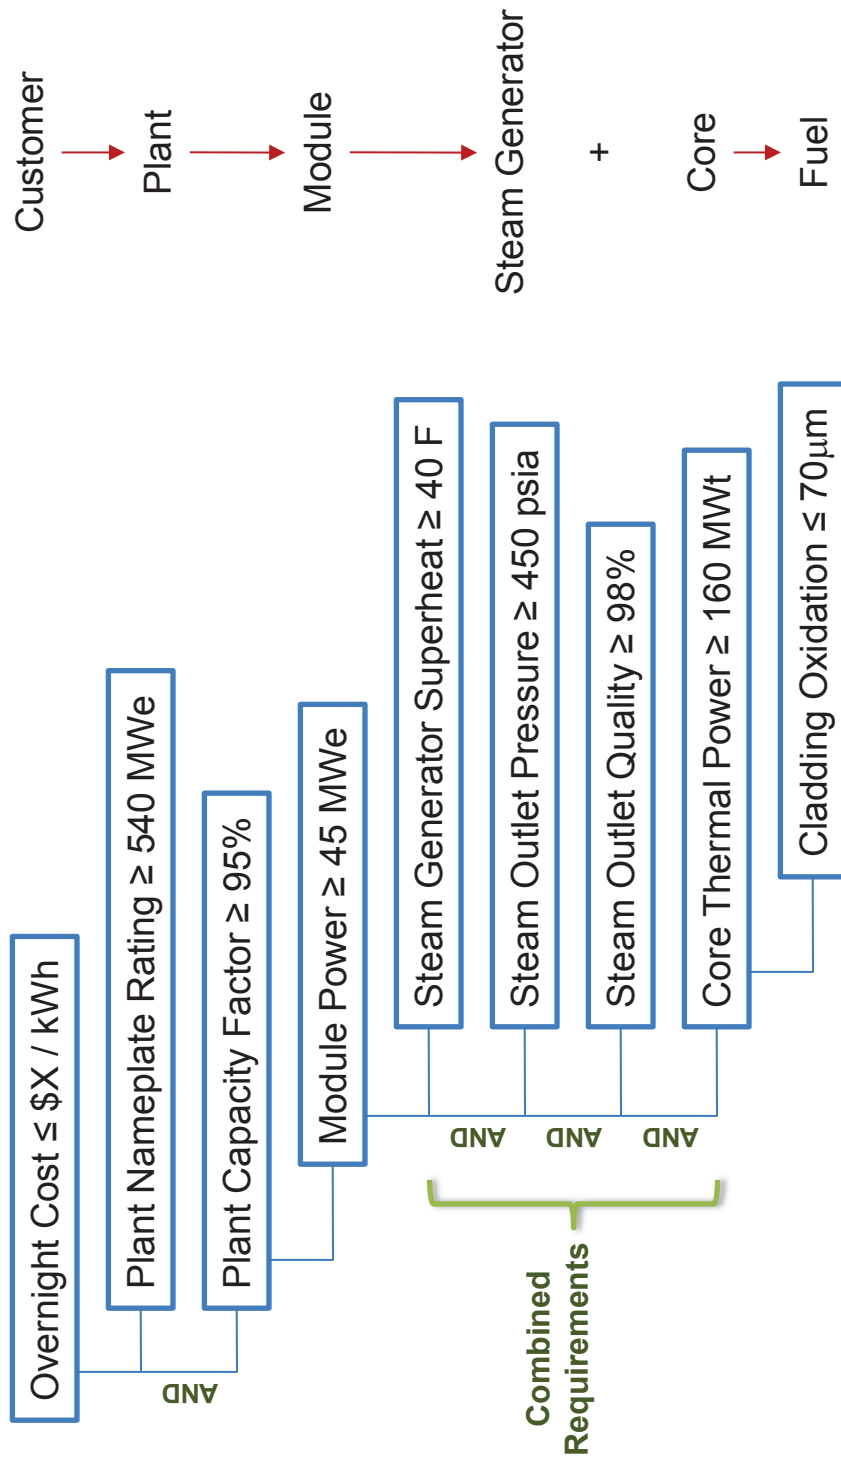 Overnight Cost ≤ $X / kWh
Customer
AND
Plant Nameplate Rating ≥ 540 MWe
Plant
Plant Capacity Factor ≥ 95%
Module Power ≥ 45 MWe
Module
Combined
Requirements
AND
AND
AND
Steam Generator Superheat ≥ 40 F
Steam Outlet Pressure ≥ 450 psia
Steam Generator
Steam Outlet Quality ≥ 98%
+
Core Thermal Power ≥ 160 MWt
Core
Cladding Oxidation ≤ 70μm
Fuel